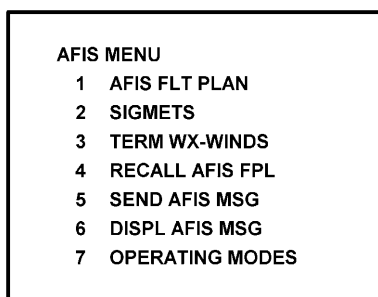 AFIS MENU
1 AFIS FLT PLAN
2 SIGMETS
3 TERM WX-WINDS
4 RECALL AFIS FPL
5 SEND AFIS MSG
6 DISPL AFIS MSG
7 OPERATING MODES